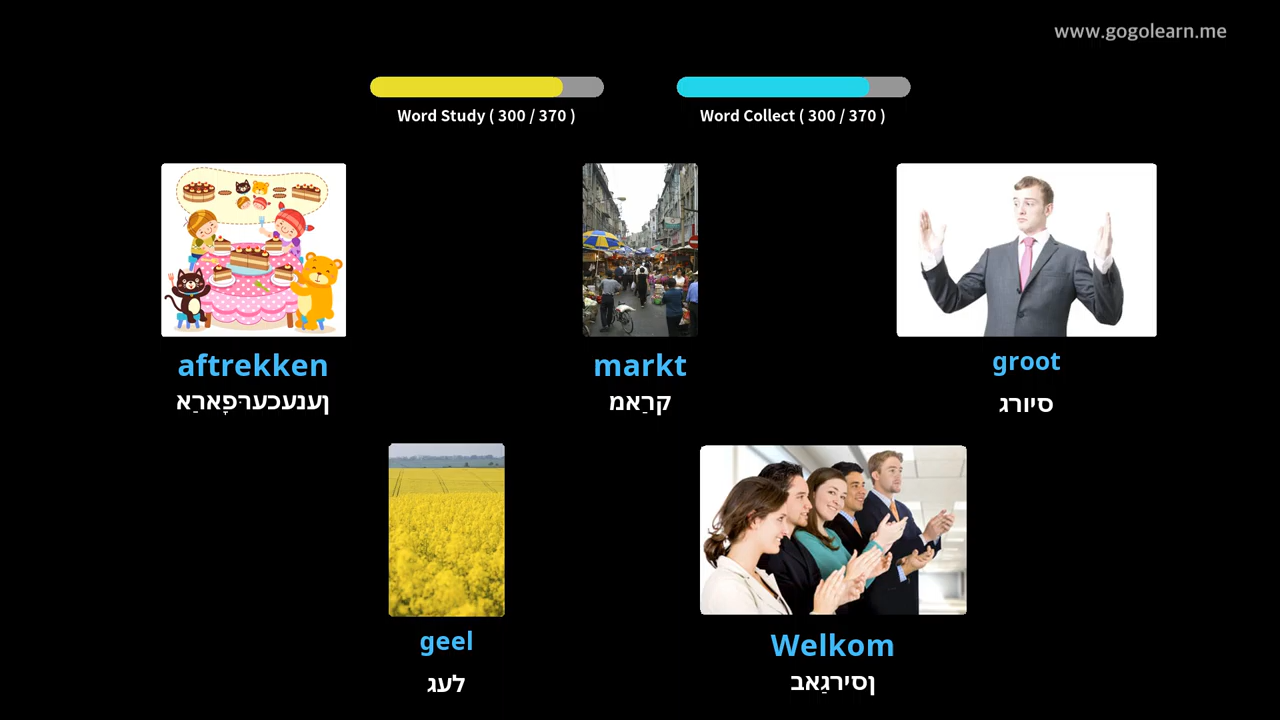 www.gogolearn.me
Word Study ( 300 / 370 )
Word Collect ( 300 / 370 )
aftrekken
אַראָפּרעכענען
markt
מאַרק
groot
גרויס
geel
געל
Welkom
באַגריסן